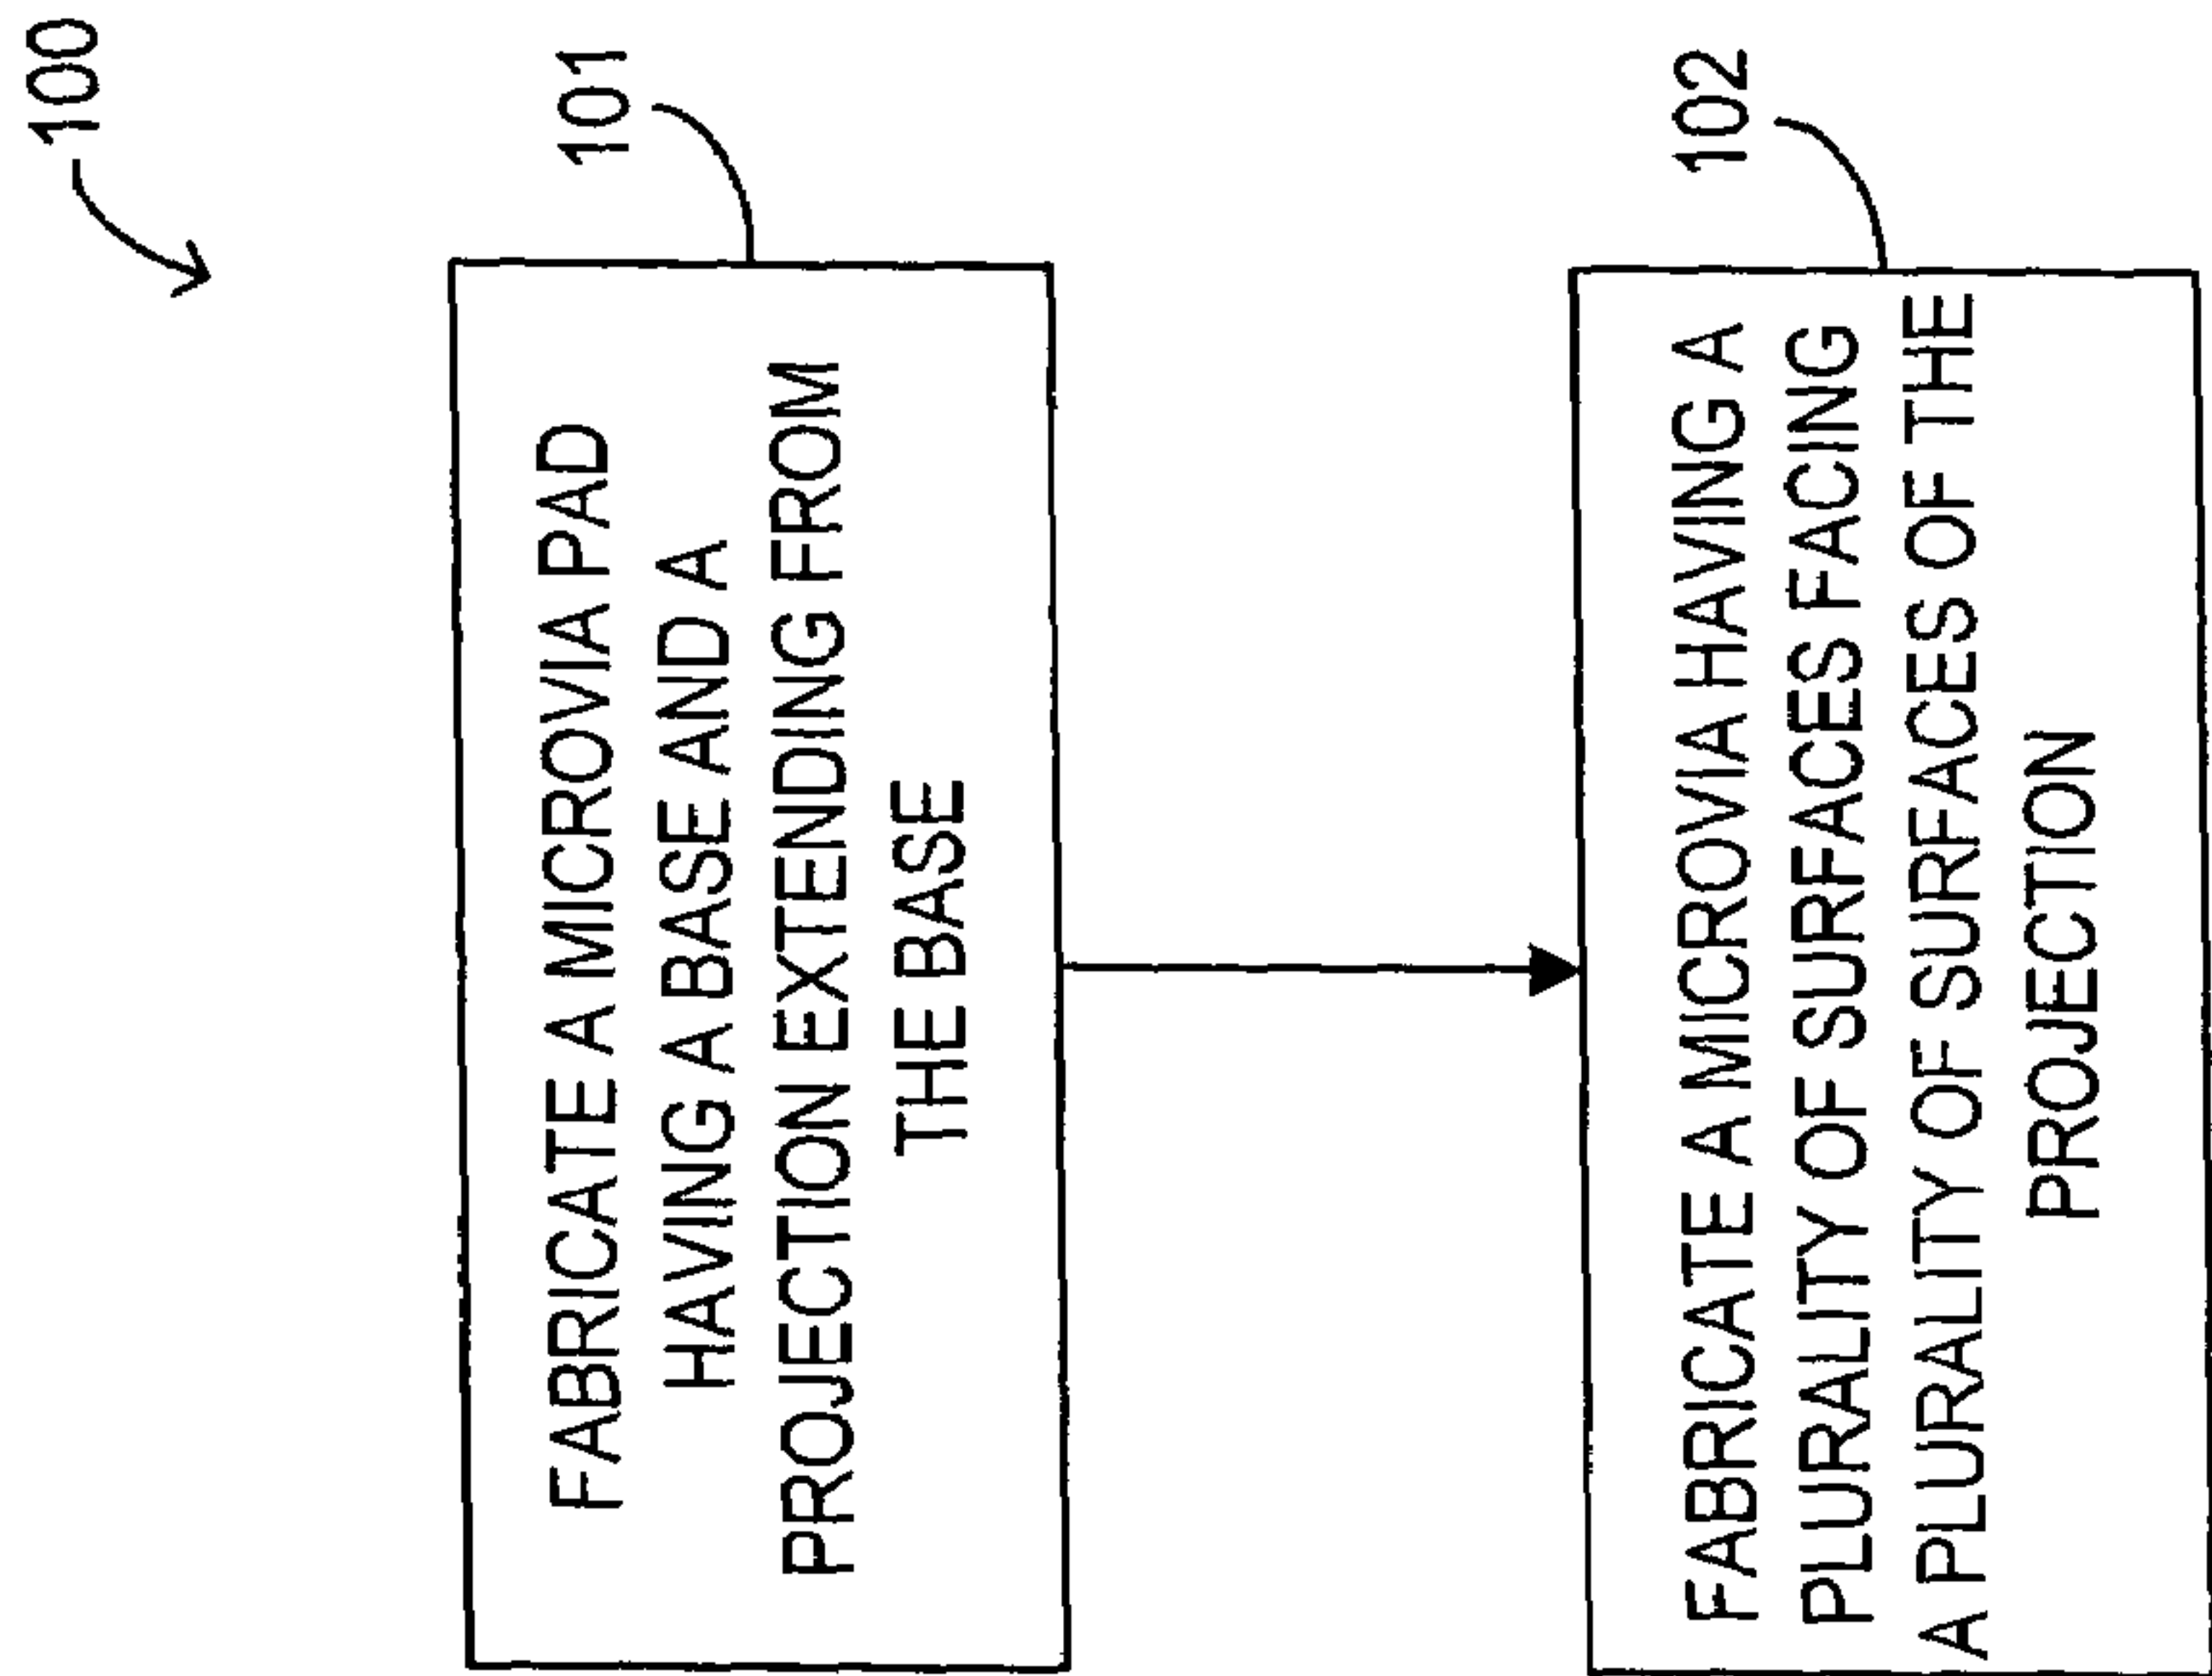 100
101
FABRICATE A MICROVIA PAD
HAVING A BASE AND A
PROJECTION EXTENDING FROM
THE BASE
102
FABRICATE A MICROVIA HAVING A
PLURALITY OF SURFACES FACING
A PLURALITY OF SURFACES OF THE
PROJECTION